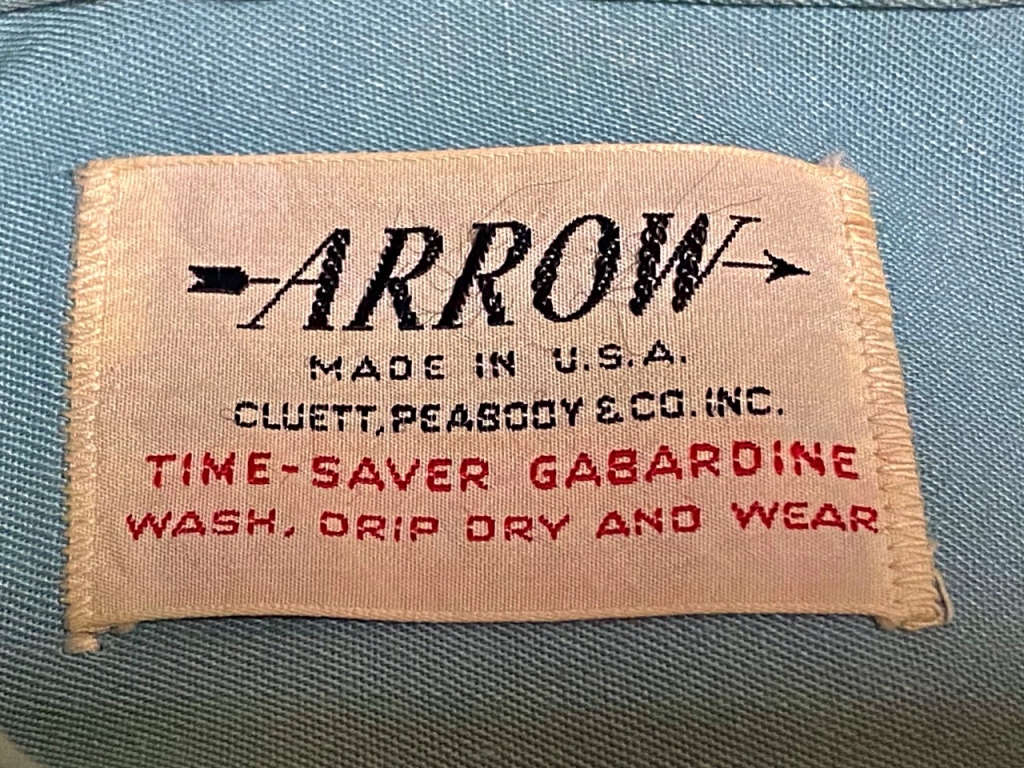 ARROW
MADE IN U.S.A.
CLUETT, PEABODY & CO. INC.
TIME-SAVER GABARDINE
WASH, DRIP DRY AND WEAR